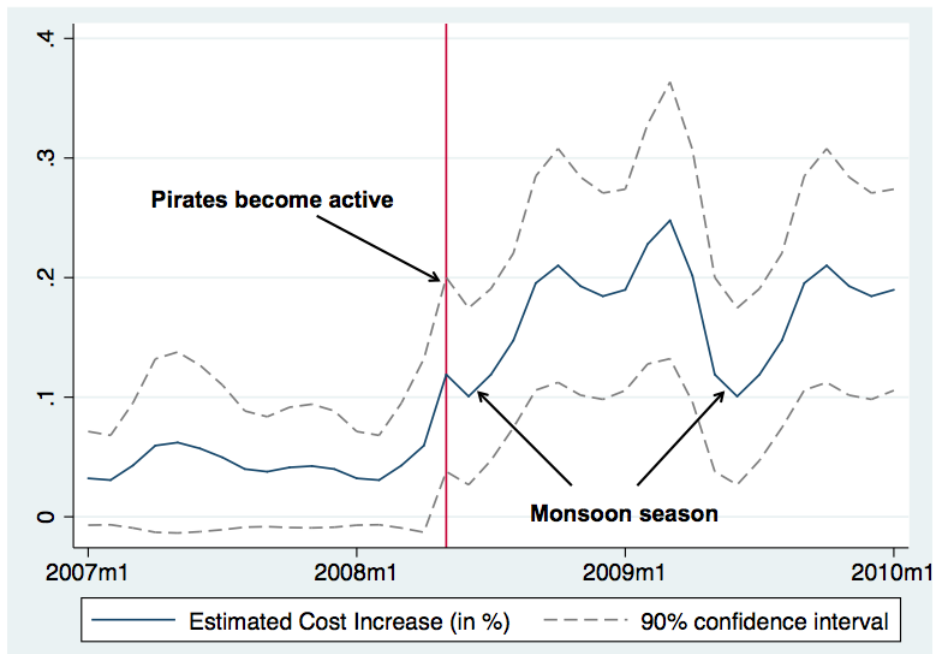 .4
.3
Pirates become active
.2
.1
Monsoon season
0
2007m1 2008m1 2009m1 2010m1
Estimated Cost Increase (in %) 90% confidence interval